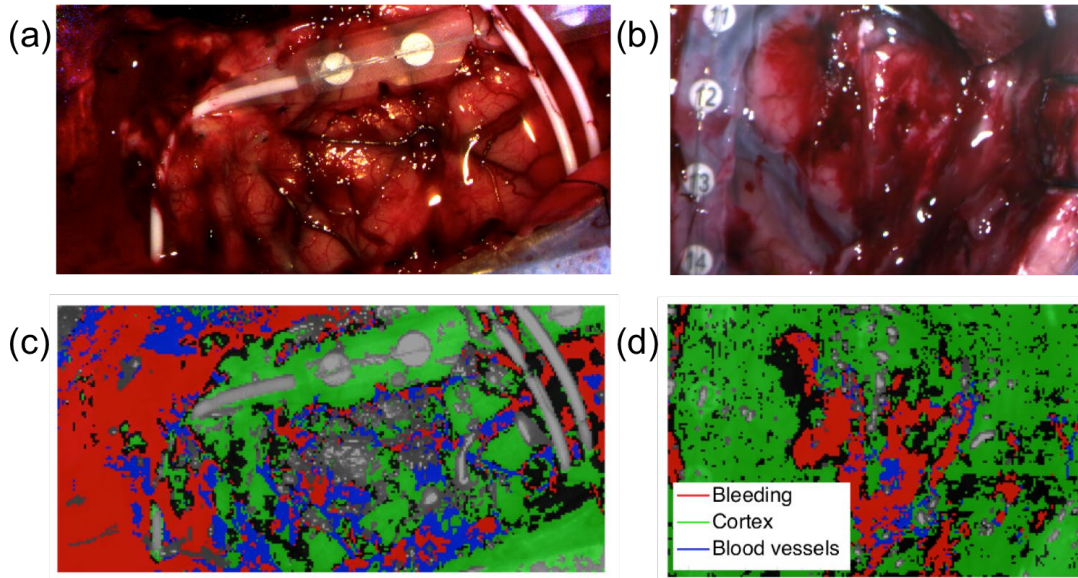 (a)
(b)
11
12
13
14
(c)
(d)
Bleeding
Cortex
Blood vessels
K